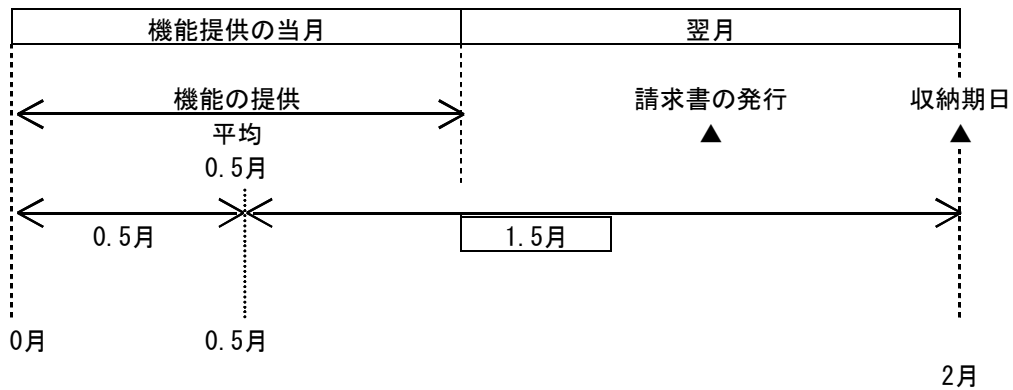 機能提供の当月
翌月
機能の提供
請求書の発行
収納期日
平均
▲
▲
0.5月
0.5月
1.5月
0月
0.5月
2月